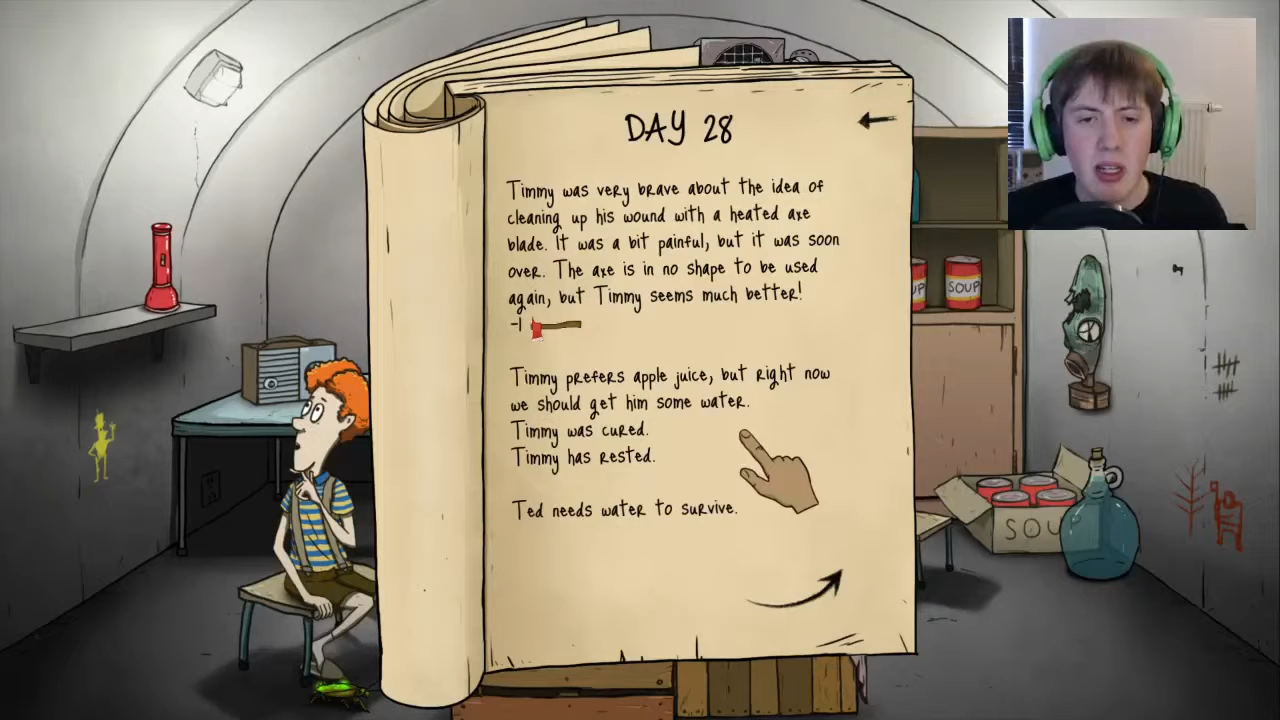 DAY 28
Timmy was very brave about the idea of
cleaning up his wound with a heated axe
blade. It was a bit painful, but it was soon
over. The axe is in no shape to be used
again, but Timmy seems much better!
-1
Timmy prefers apple juice, but right now
we should get him some water.
Timmy was cured.
Timmy has rested.
Ted needs water to survive.
UP
SOUP
SOU